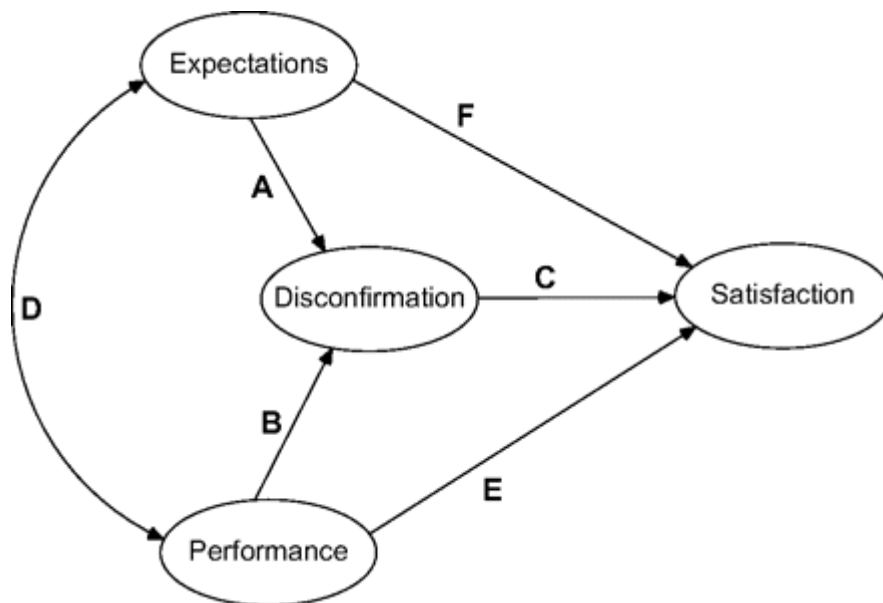 Expectations
F
A
Disconfirmation
C
Satisfaction
D
B
E
Performance